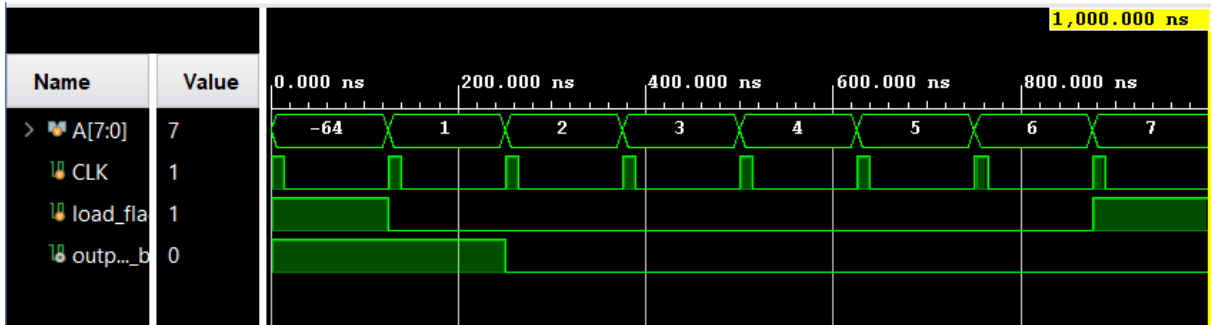 1,000.000 ns
Name Value 0.000 ns 200.000 ns 400.000 ns 600.000 ns 800.000 ns
A[7:0] 7 -64 1 2 3 4 5 6 7
CLK 1
load_fla 1
outp..._b 0